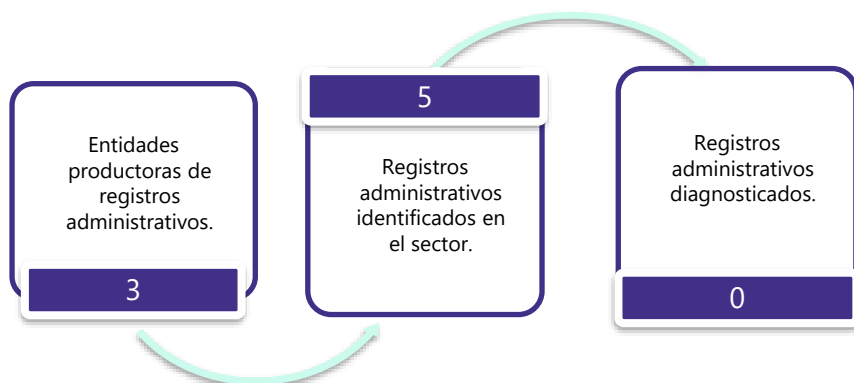 Entidades
productoras de
registros
administrativos.
3
5
Registros
administrativos
identificados en
el sector.
Registros
administrativos
diagnosticados.
0